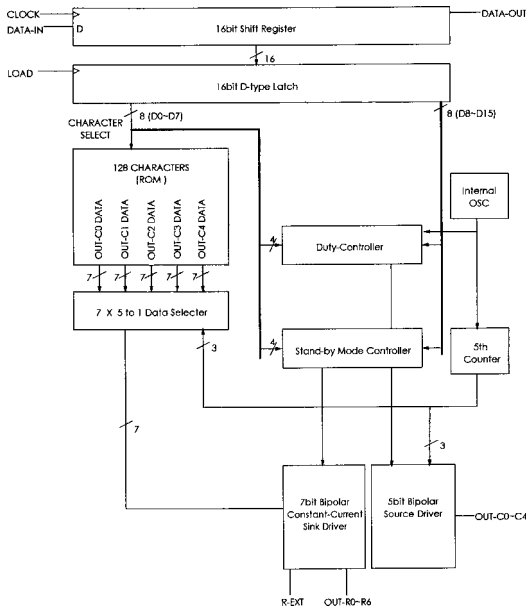 CLOCK
DATA-IN
D
16bit Shift Register
DATA-OUT
16
LOAD
16bit D-type Latch
8 (D0~D7)
8 (D8~D15)
CHARACTER
SELECT
128 CHARACTERS
(ROM )
OUT-C0 DATA
OUT-C1 DATA
OUT-C2 DATA
OUT-C3 DATA
OUT-C4 DATA
Internal
OSC
4
Duty-Controller
7
7
7
7
7
7 X 5 to 1 Data Selecter
4
Stand-by Mode Controller
5th
Counter
3
7
3
7bit Bipolar
Constant-Current
Sink Driver
5bit Bipolar
Source Driver
OUT-C0~C4
R-EXT
OUT-R0~R6